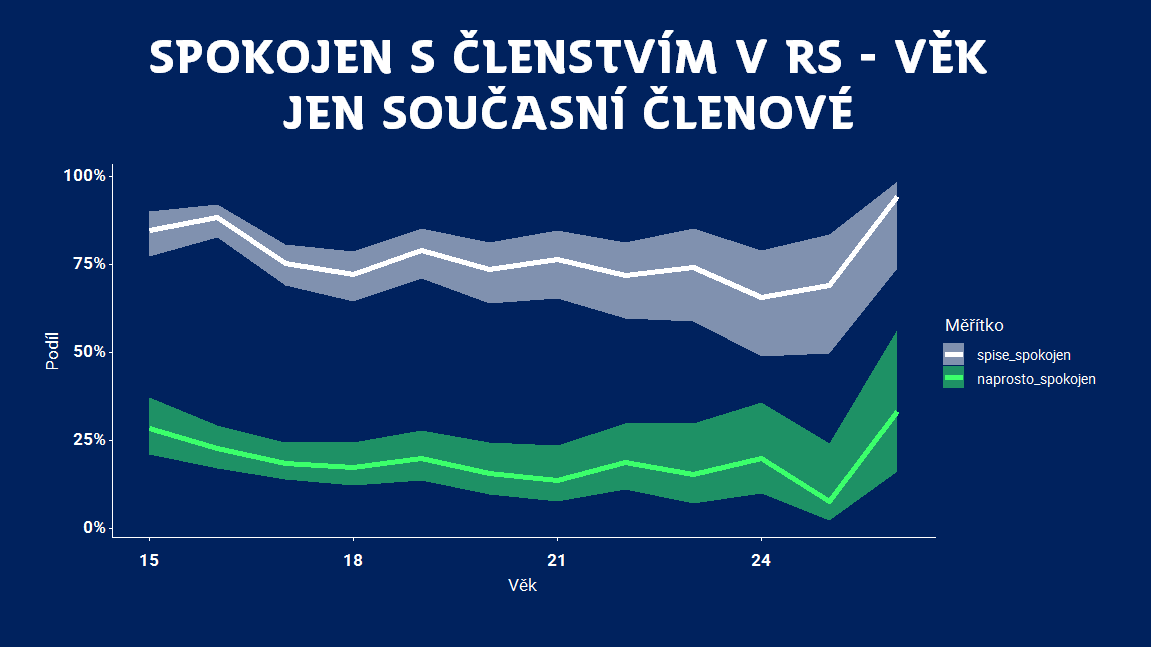 SPOKOJEN S ČLENSTVÍM V RS - VĚK
JEN SOUČASNÍ ČLENOVÉ
100%
75%
50%
25%
0%
Podíl
15 18 21 24
Věk
Měřítko
spise_spokojen
naprosto_spokojen